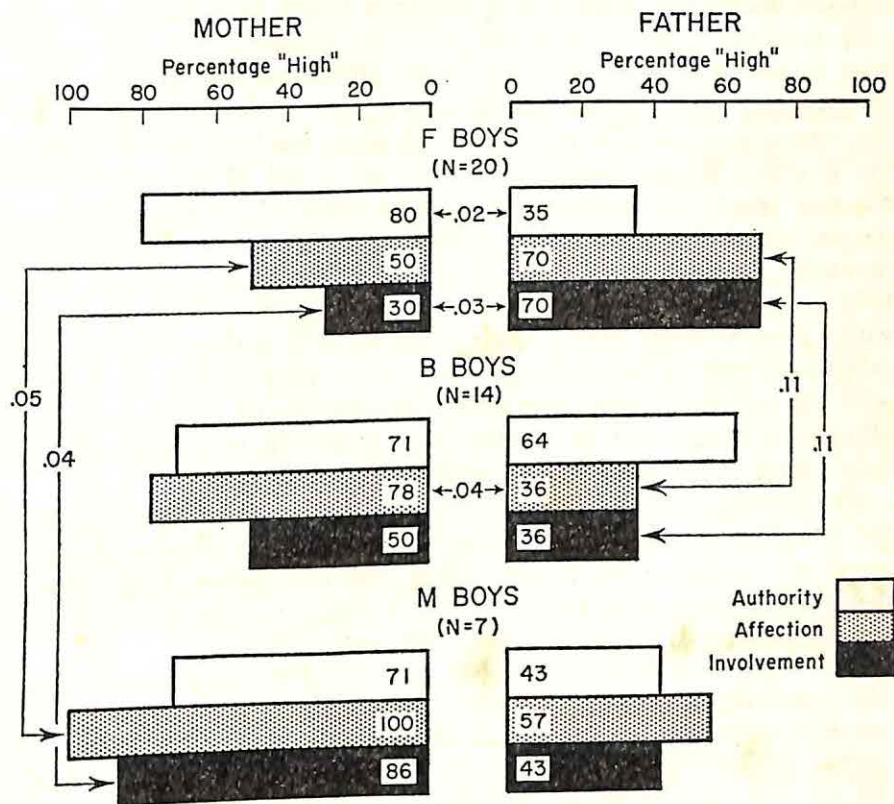 MOTHER FATHER
Percentage "High" Percentage "High"
100 80 60 40 20 0 0 20 40 60 80 100
F BOYS
(N=20)
80 .02 35
50 70
30 .03 70
.05
.04
.11
.11
B BOYS
(N=14)
71 64
78 .04 36
50 36
M BOYS
(N=7)
71 43
100 57
86 43
Authority
Affection
Involvement